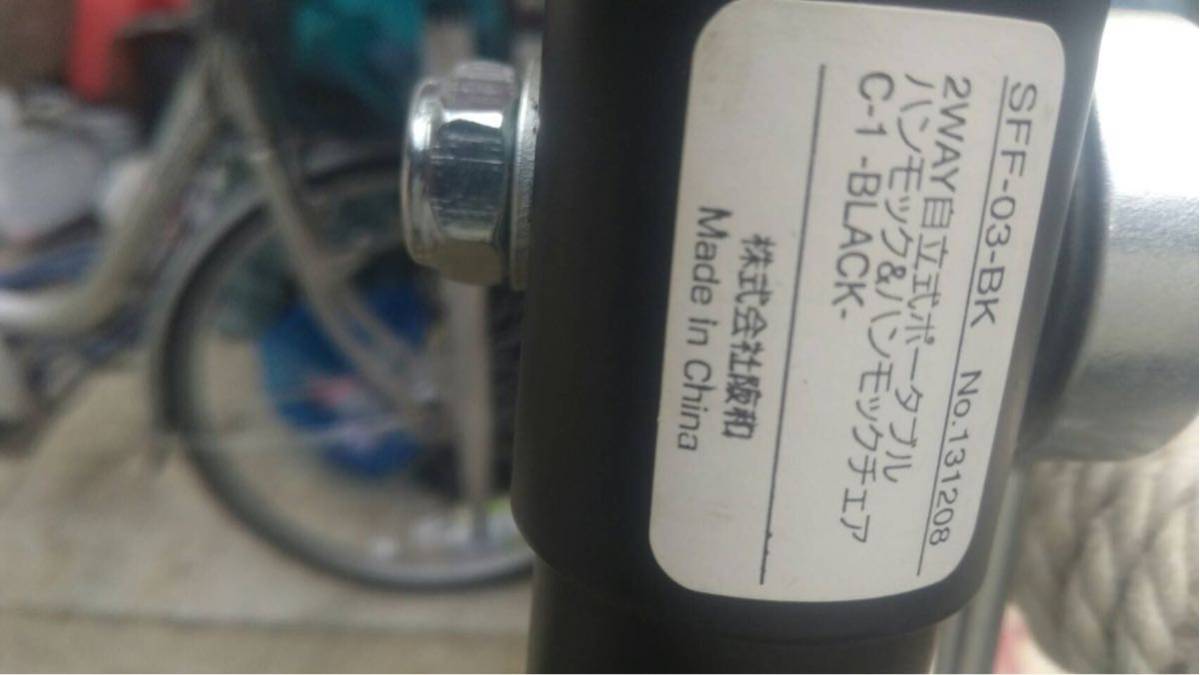 SFF-03-BK No.131208
2WAY自立式ポータブル
ハンモック&ハンモックチェア
C-1 -BLACK-
株式会社阪和
Made In China